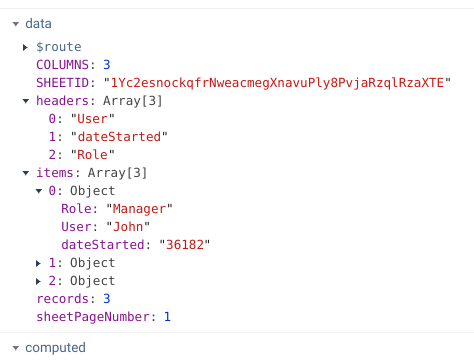 data
$route
COLUMNS: 3
SHEETID: "1Yc2esnockqfrNweacmegXnavuPly8PvjaRzqlRzaXTE"
headers: Array[3]
0: "User"
1: "dateStarted"
2: "Role"
items: Array[3]
0: Object
Role: "Manager"
User: "John"
dateStarted: "36182"
1: Object
2: Object
records: 3
sheetPageNumber: 1
computed